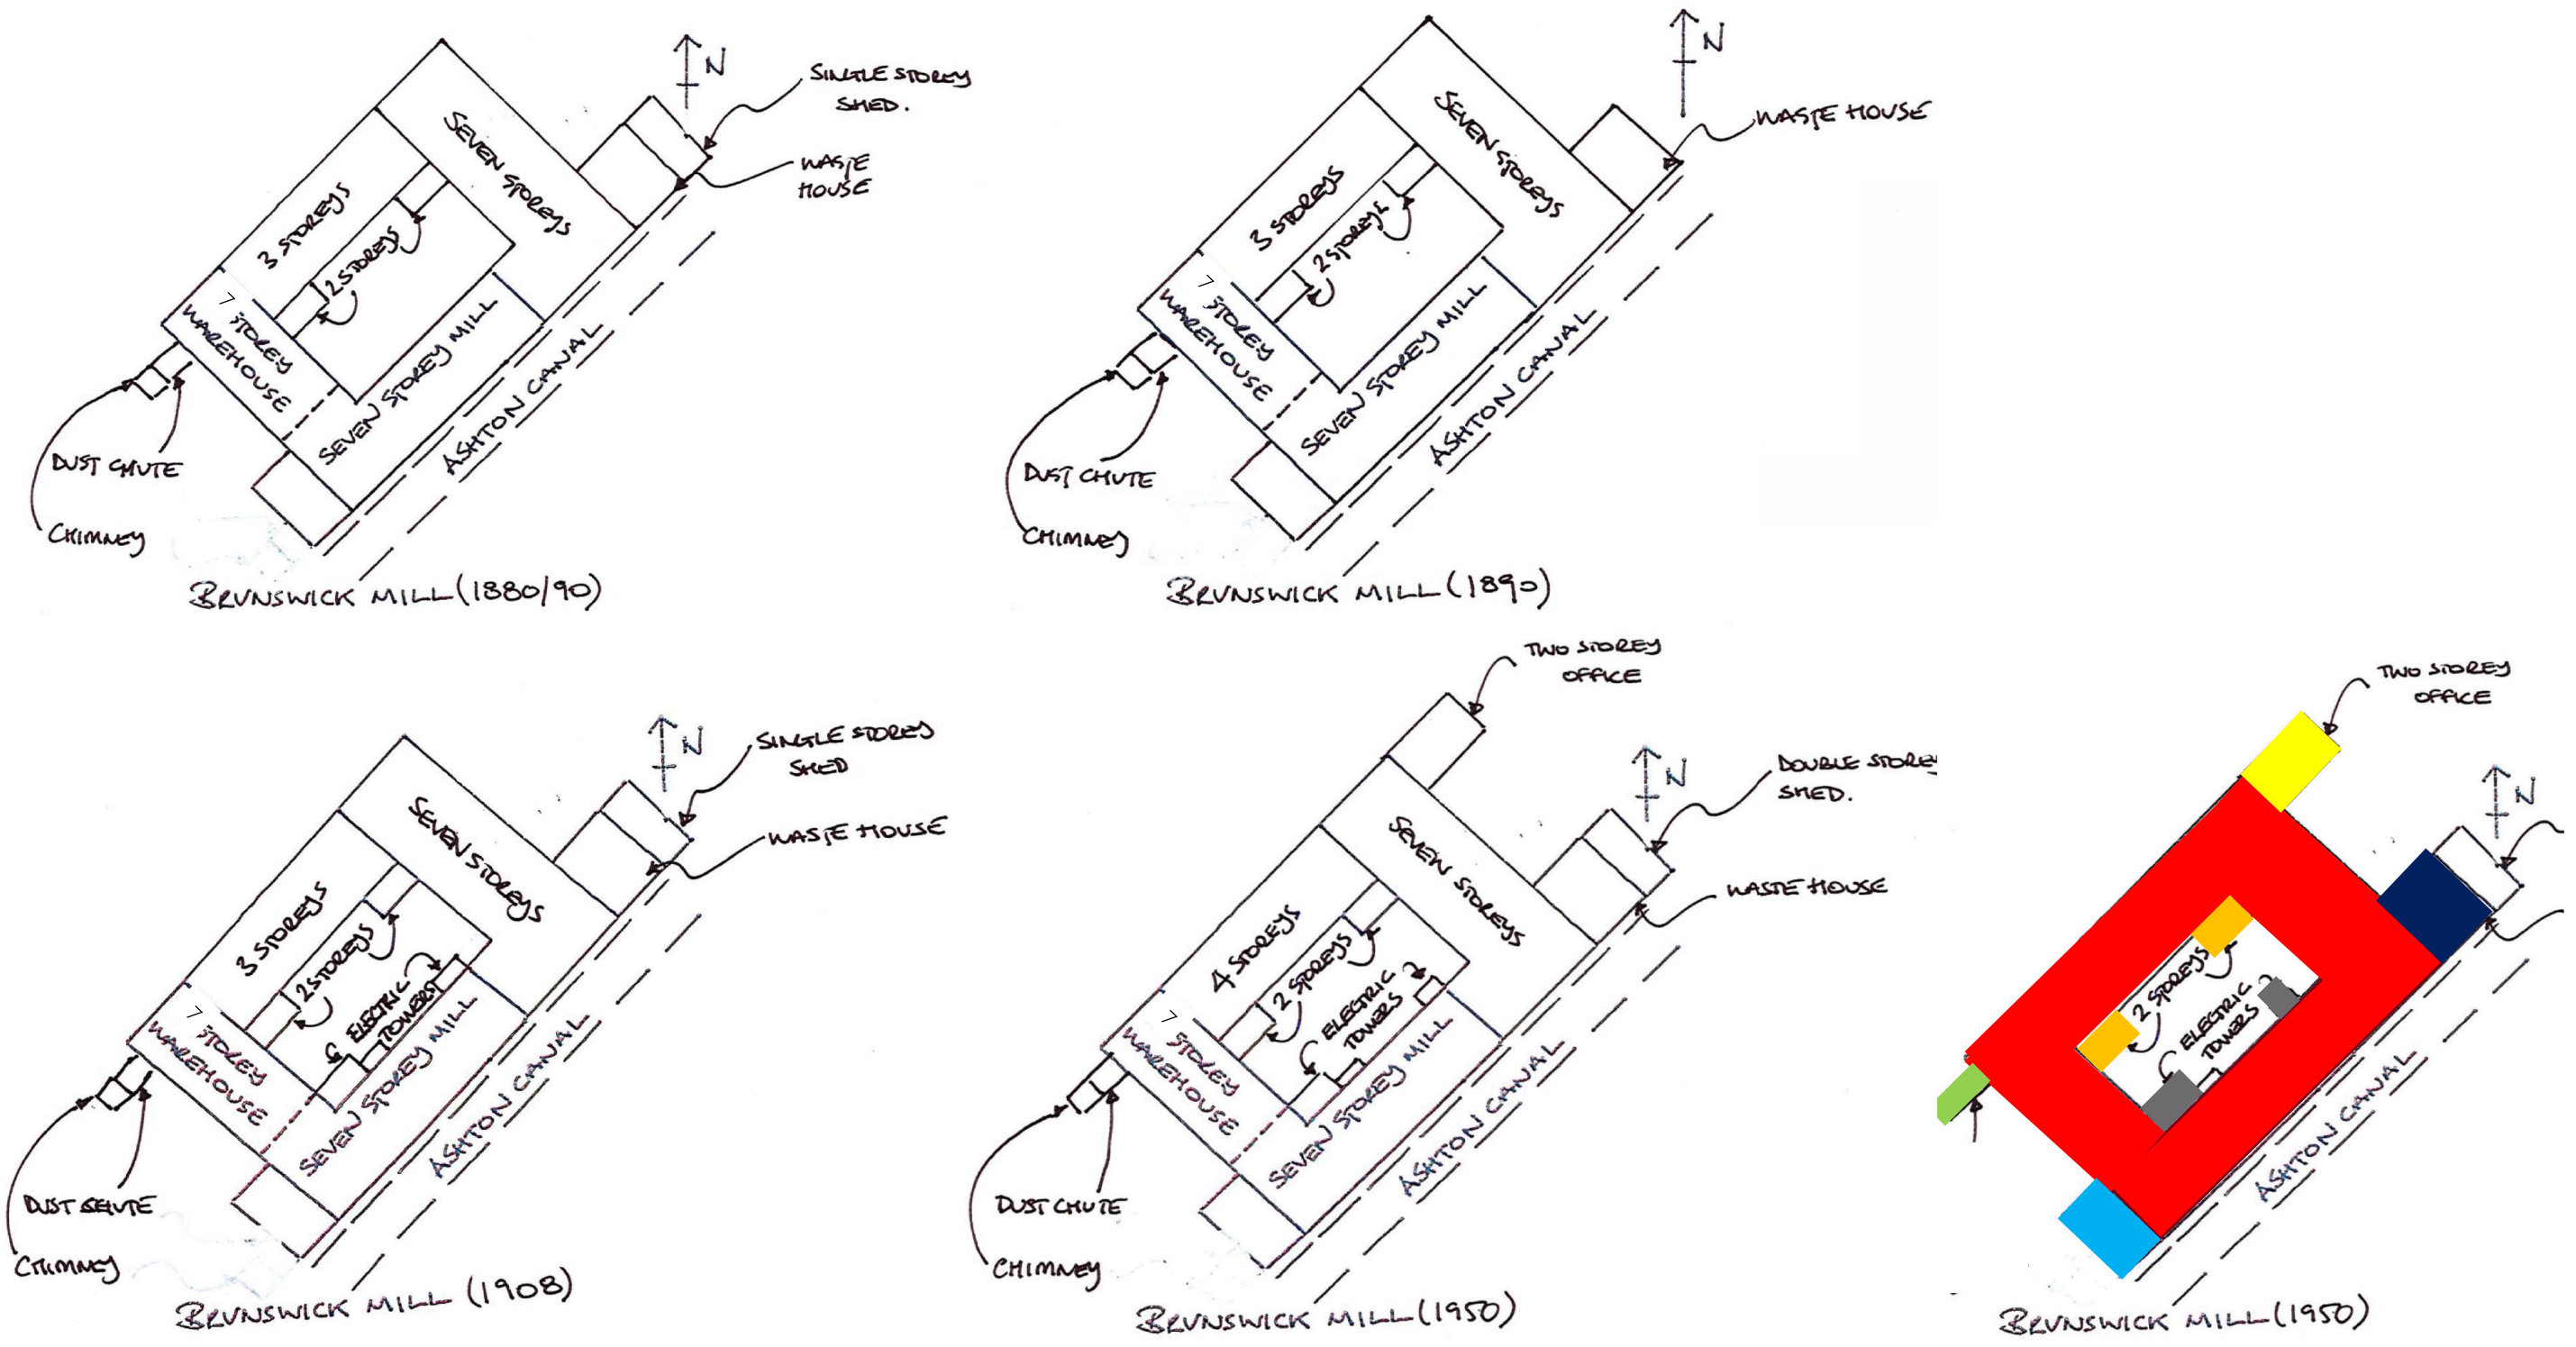 N
SINGLE STOREY
SHED.
WASTE
HOUSE
SEVEN STOREYS
3 STOREYS
2 STOREYS
7
STOREY
WAREHOUSE
SEVEN STOREY MILL
ASHTON CANAL
DUST CHUTE
CHIMNEY
BRUNSWICK MILL (1880/90)
N
WASTE HOUSE
SEVEN STOREYS
3 STOREYS
2 STOREYS
7
STOREY
WAREHOUSE
SEVEN STOREY MILL
ASHTON CANAL
DUST CHUTE
CHIMNEY
BRUNSWICK MILL (1890)
N
SINGLE STOREY
SHED
WASTE HOUSE
SEVEN STOREYS
3 STOREYS
2 STOREYS
ELECTRIC
TOWERS
7
STOREY
WAREHOUSE
SEVEN STOREY MILL
ASHTON CANAL
DUST CHUTE
CHIMNEY
BRUNSWICK MILL (1908)
TWO STOREY
OFFICE
N
DOUBLE STORE
SHED.
WASTE HOUSE
SEVEN STOREYS
4 STOREYS
2 STOREYS
ELECTRIC
TOWERS
7
STOREY
WAREHOUSE
SEVEN STOREY MILL
ASHTON CANAL
DUST CHUTE
CHIMNEY
BRUNSWICK MILL (1950)
TWO STOREY
OFFICE
N
2 STOREYS
ELECTRIC
TOWERS
ASHTON CANAL
BRUNSWICK MILL (1950)